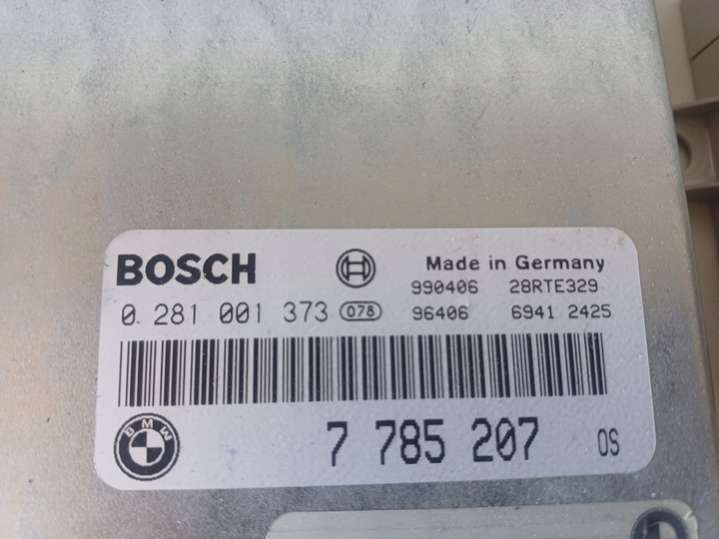 BOSCH Made in Germany
990406 28RTE329
0 281 001 373 078 96406 6941 2425
BMW 7 785 207 OS